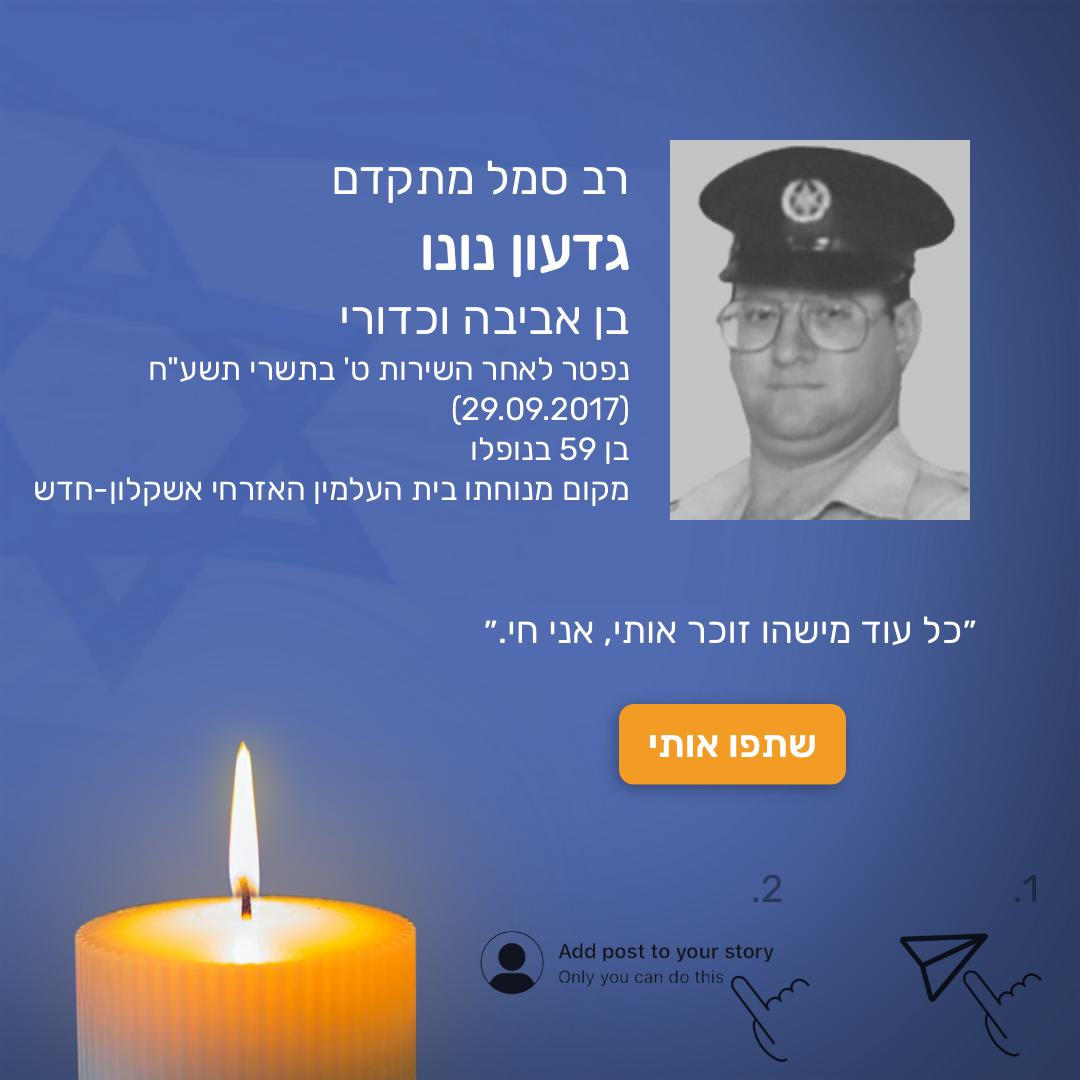 רב סמל מתקדם
גדעון נונו
בן אביבה וכדורי
נפטר לאחר השירות ט' בתשרי תשע"ח
(29.09.2017)
בן 59 בנופלו
מקום מנוחתו בית העלמין האזרחי אשקלון-חדש
״כל עוד מישהו זוכר אותי, אני חי.״
שתפו אותי
1.
2.
Add post to your story
Only you can do this